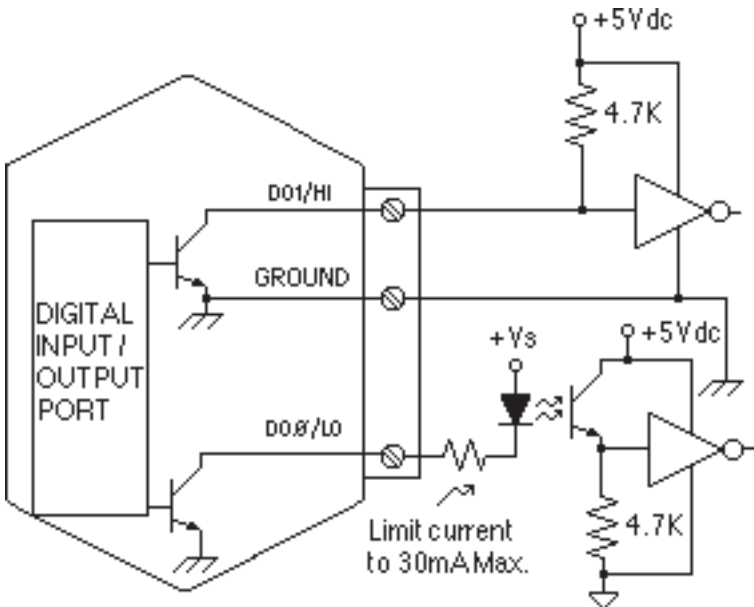 +5Vdc
4.7K
DO1/HI
GROUND
DIGITAL
INPUT/
OUTPUT
PORT
+Vs
+5Vdc
DO.Ø/LO
4.7K
Limit current
to 30mA Max.